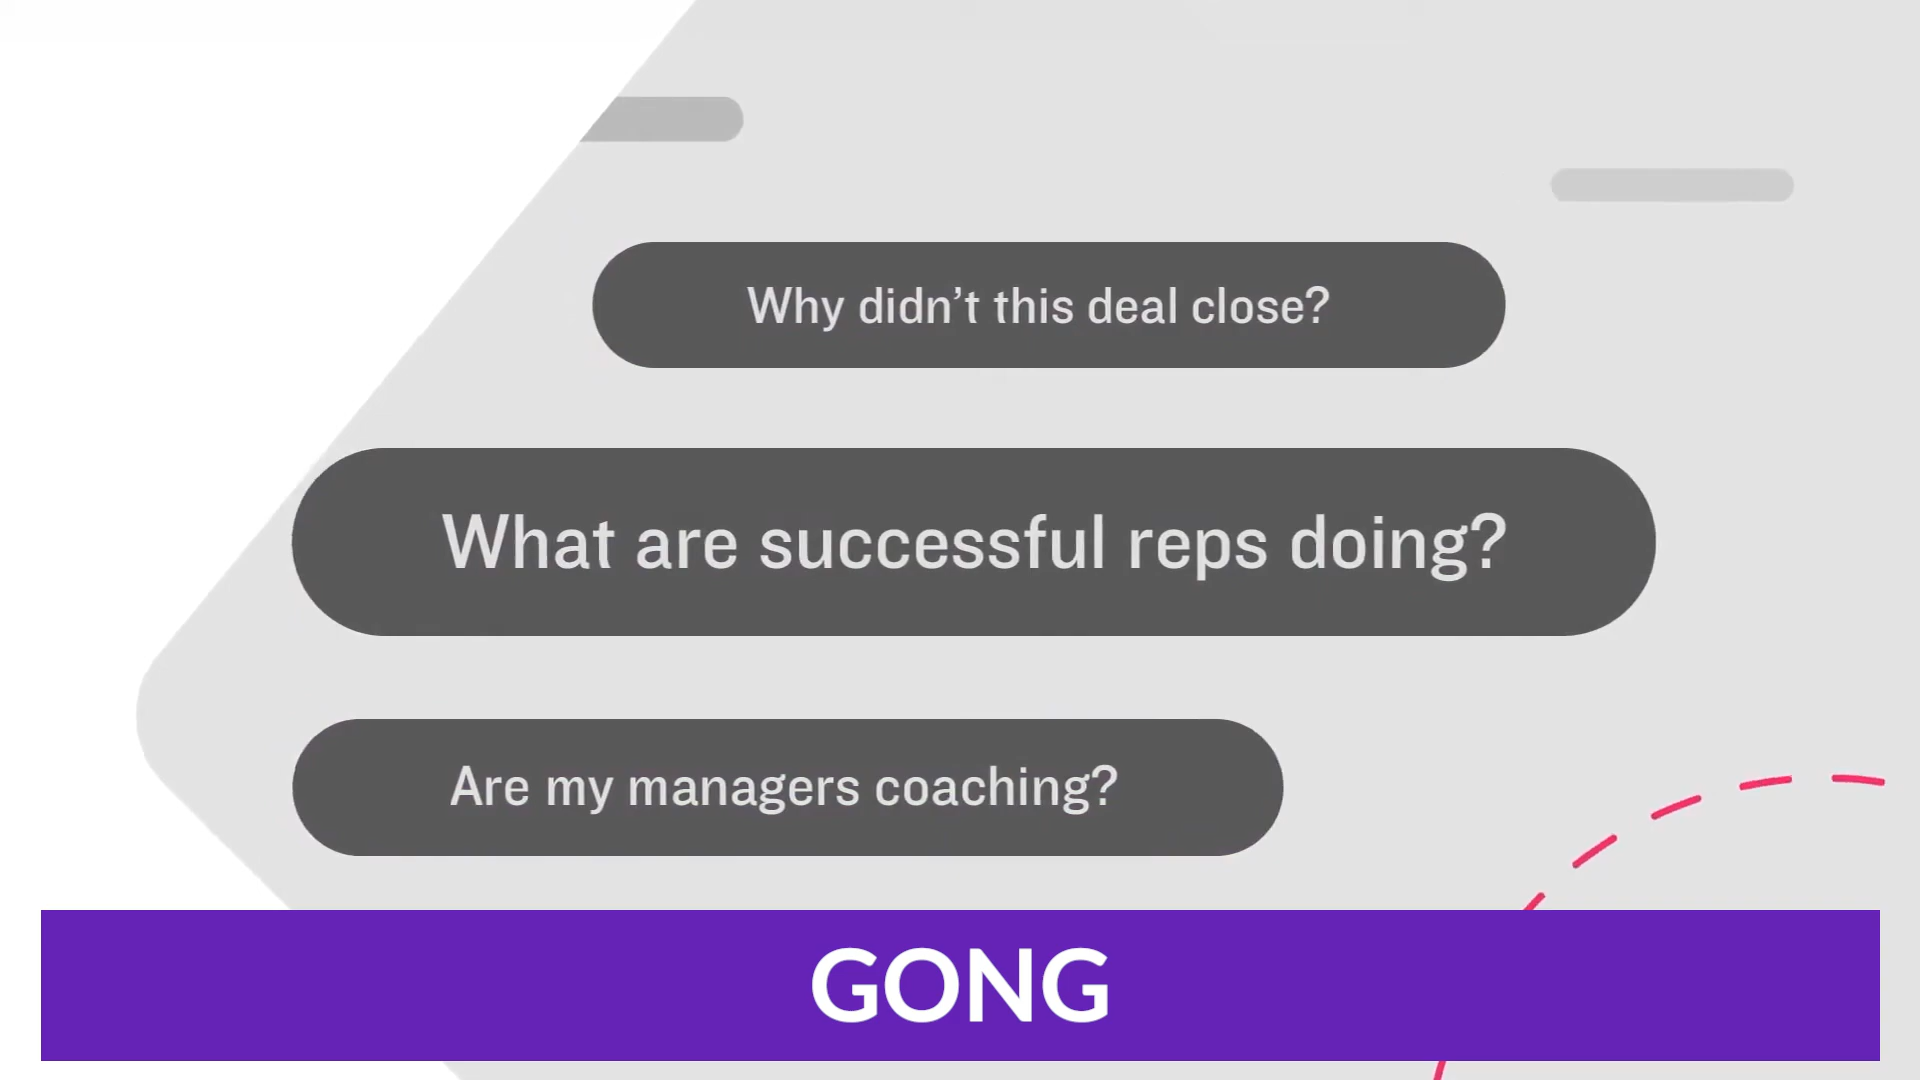 Why didn’t this deal close?
What are successful reps doing?
Are my managers coaching?
GONG